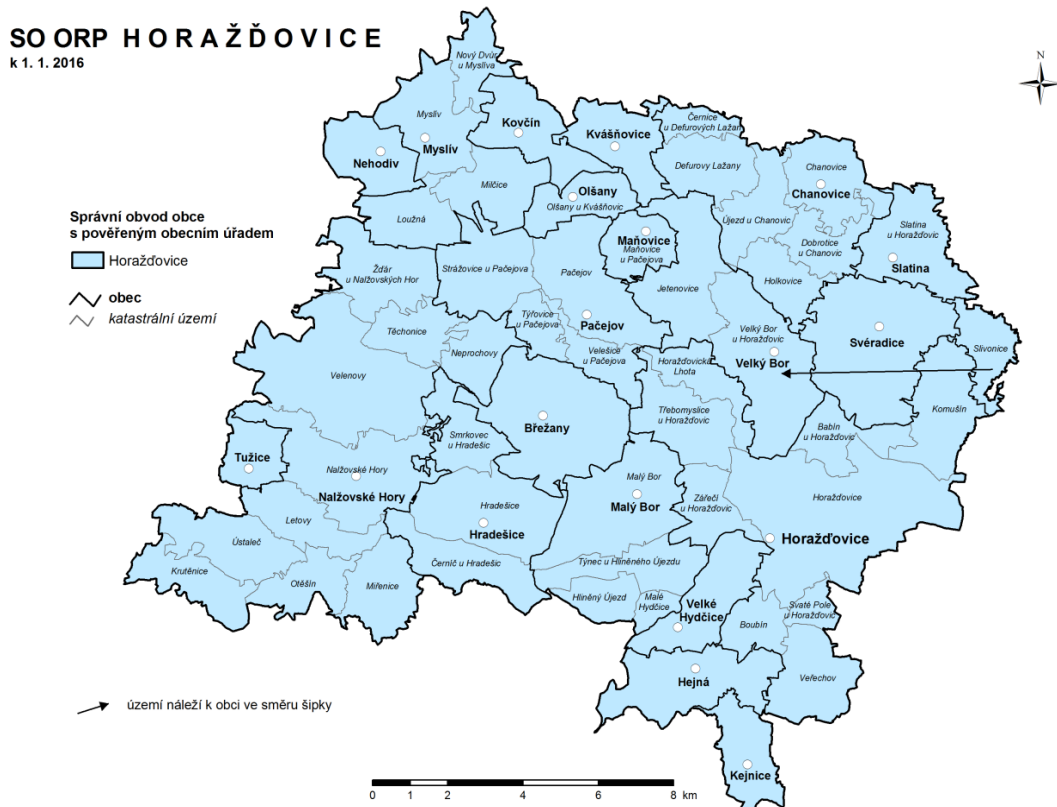 SO ORP HORAŽĎOVICE
k 1. 1. 2016
N
Nový Dvůr
u Mysliva
Mysliv
Myslív
Kovčín
Nehodiv
Milčice
Loužná
Kvášňovice
Olšany
Olšany u Kvášňovic
Černice
u Defurových Lažan
Defurovy Lažany
Chanovice
Chanovice
Újezd u Chanovic
Dobrotice
u Chanovic
Slatina
u Horažďovic
Slatina
Holkovice
Správní obvod obce
s pověřeným obecním úřadem
Horažďovice
obec
katastrální území
Maňovice
Maňovice
u Pačejova
Žďár
u Nalžovských Hor
Strážovice u Pačejova
Pačejov
Jetenovice
Týřovice
u Pačejova
Pačejov
Velešice
u Pačejova
Těchonice
Neprochovy
Velenovy
Velký Bor
u Horažďovic
Velký Bor
Horažďovická
Lhota
Svéradice
Slivonice
Komušín
Třebomyslice
u Horažďovic
Babín
u Horažďovic
Břežany
Smrkovec
u Hradešic
Tužice
Nalžovské Hory
Nalžovské Hory
Malý Bor
Malý Bor
Zářečí
u Horažďovic
Horažďovice
Horažďovice
Hradešice
Hradešice
Letovy
Ústaleč
Krutěnice
Otěšín
Miřenice
Černíč u Hradešic
Týnec u Hliněného Újezdu
Hliněný Újezd
Malé
Hydčice
Velké
Hydčice
Boubín
Svaté Pole
u Horažďovic
Veřechov
Hejná
Kejnice
území náleží k obci ve směru šipky
0 1 2 4 6 8 km